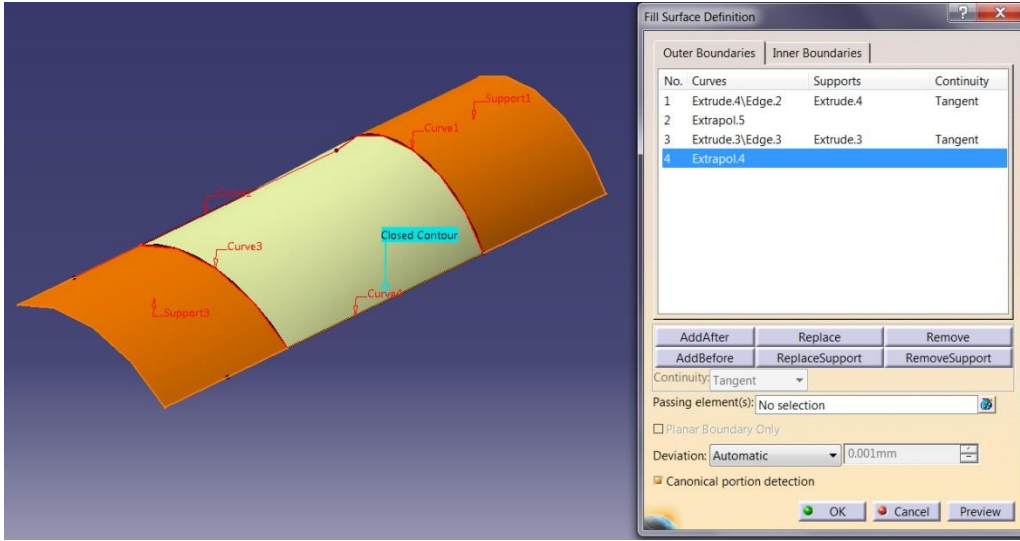 Support1
Curve1
Curve3
Closed Contour
Curve4
Support3
Fill Surface Definition
Outer Boundaries Inner Boundaries
No. Curves Supports Continuity
1 Extrude.4\Edge.2 Extrude.4 Tangent
2 Extrapol.5
3 Extrude.3\Edge.3 Extrude.3 Tangent
4 Extrapol.4
AddAfter Replace Remove
AddBefore ReplaceSupport RemoveSupport
Continuity: Tangent
Passing element(s): No selection
Planar Boundary Only
Deviation: Automatic 0.001mm
Canonical portion detection
OK Cancel Preview